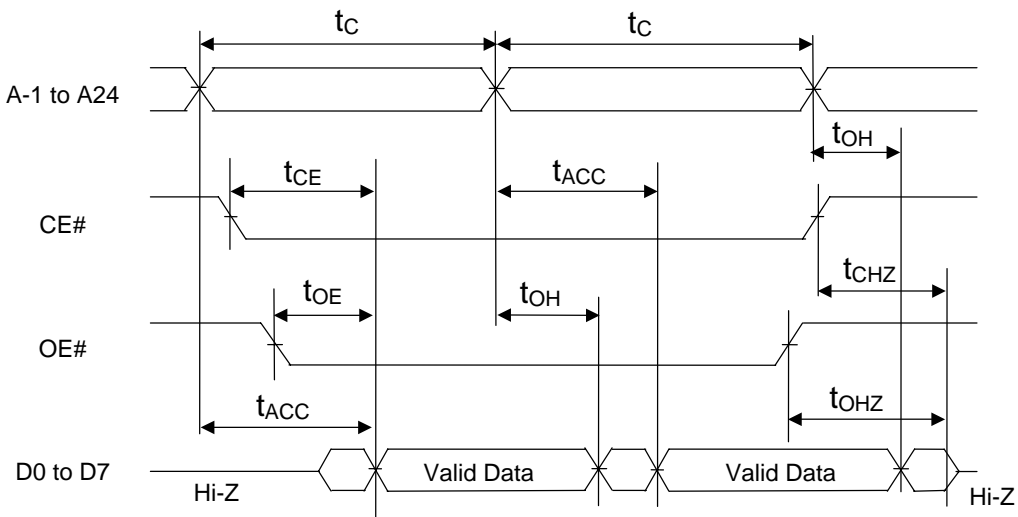 tC tC
A-1 to A24
tOH
tCE tACC
CE#
tCHZ
tOE tOH
OE#
tOHZ
tACC
D0 to D7 Valid Data Valid Data
Hi-Z Hi-Z